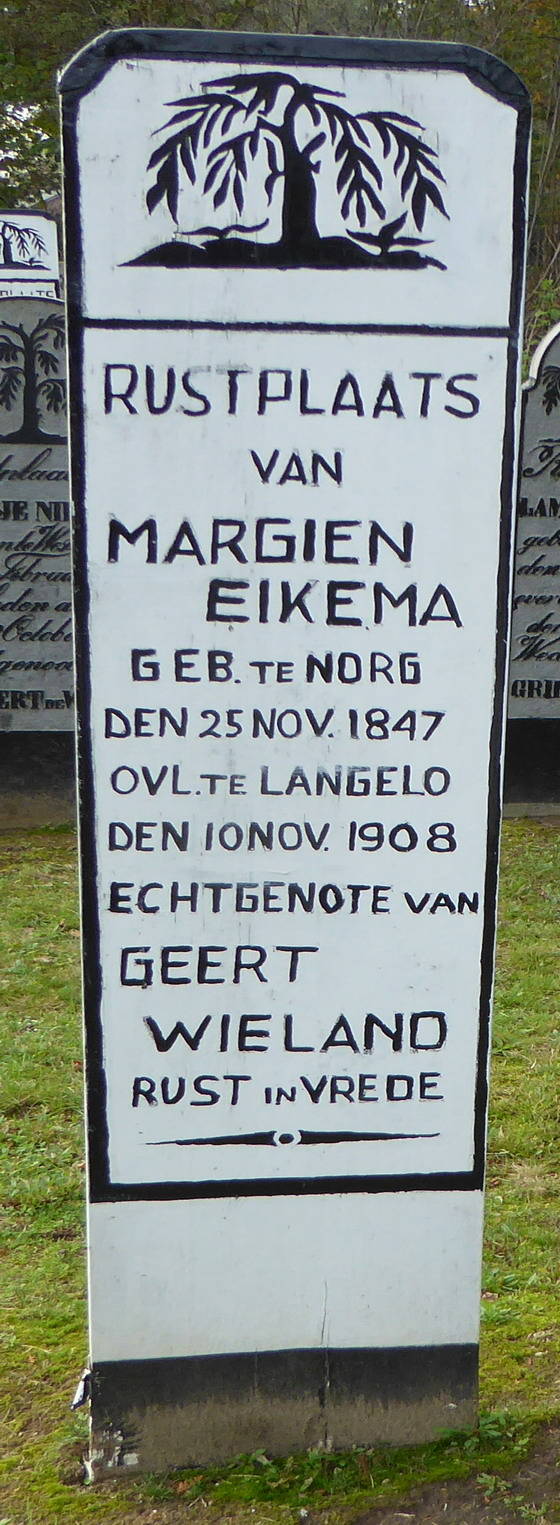 RUSTPLAATS
VAN
MARGIEN
EIKEMA
GEB. TE NORG
DEN 25 NOV. 1847
OVL. TE LANGELO
DEN 10 NOV. 1908
ECHTGENOTE VAN
GEERT
WIELAND
RUST IN VREDE